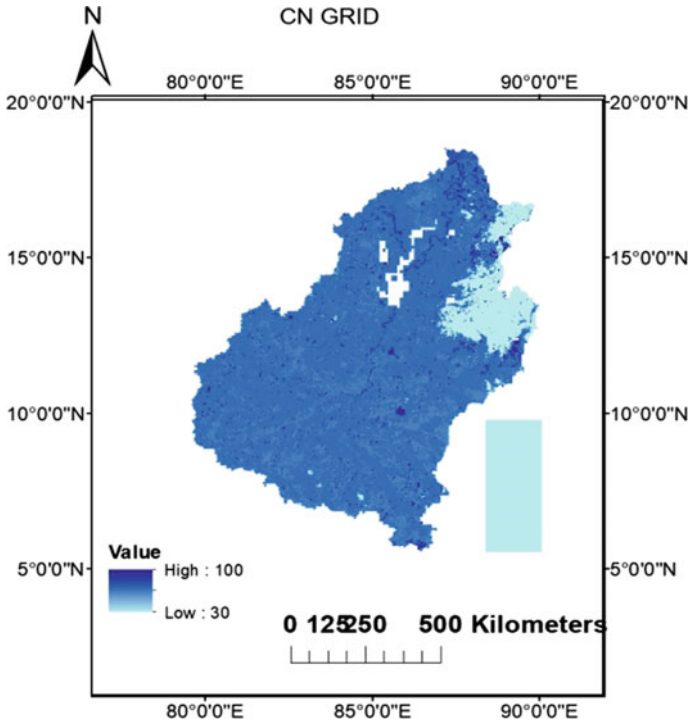 N
CN GRID
80°0'0"E 85°0'0"E 90°0'0"E
20°0'0"N 20°0'0"N
15°0'0"N 15°0'0"N
10°0'0"N 10°0'0"N
5°0'0"N 5°0'0"N
Value
High : 100
Low : 30
0 125250 500 Kilometers
80°0'0"E 85°0'0"E 90°0'0"E